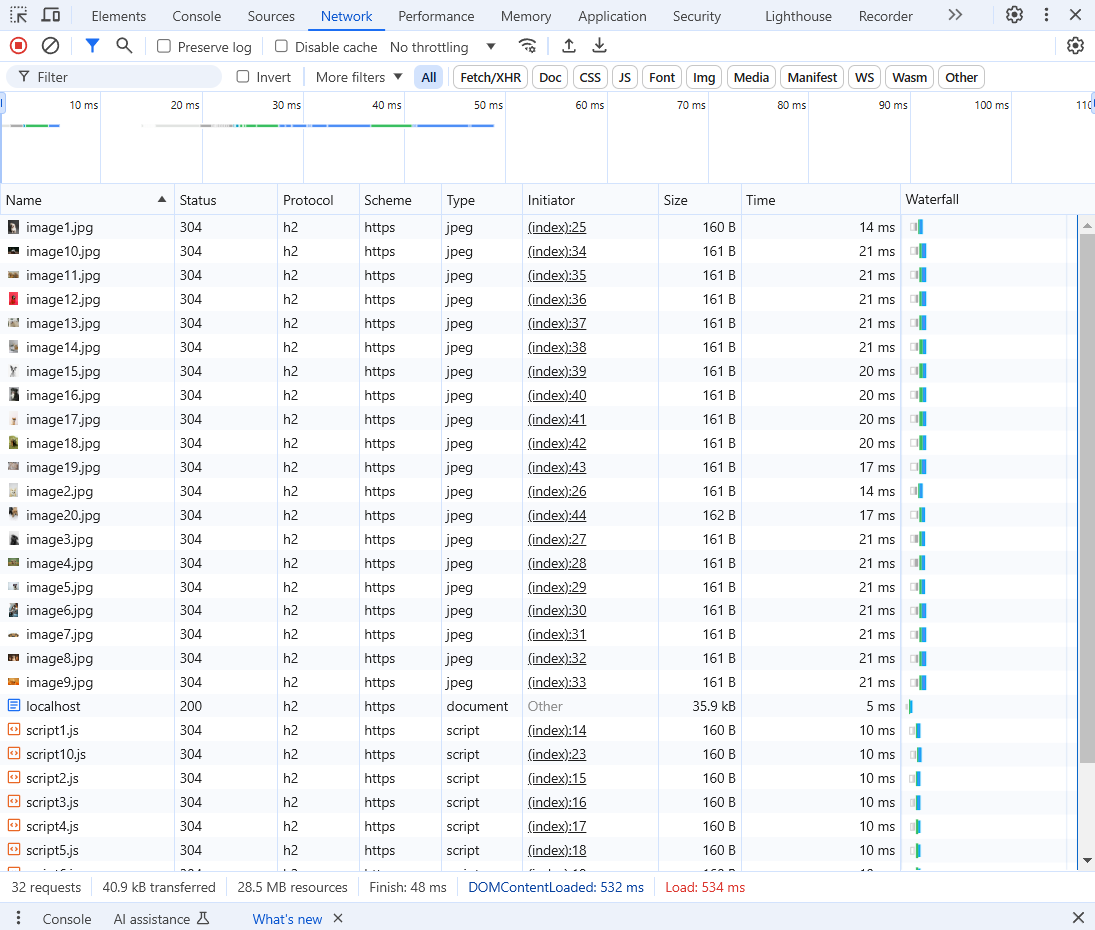 Elements Console Sources Network Performance Memory Application Security Lighthouse Recorder
Preserve log Disable cache No throttling
Filter Invert More filters All Fetch/XHR Doc CSS JS Font Img Media Manifest WS Wasm Other
10 ms 20 ms 30 ms 40 ms 50 ms 60 ms 70 ms 80 ms 90 ms 100 ms
Name Status Protocol Scheme Type Initiator Size Time Waterfall
image1.jpg 304 h2 https jpeg (index):25 160 B 14 ms
image10.jpg 304 h2 https jpeg (index):34 161 B 21 ms
image11.jpg 304 h2 https jpeg (index):35 161 B 21 ms
image12.jpg 304 h2 https jpeg (index):36 161 B 21 ms
image13.jpg 304 h2 https jpeg (index):37 161 B 21 ms
image14.jpg 304 h2 https jpeg (index):38 161 B 21 ms
image15.jpg 304 h2 https jpeg (index):39 161 B 20 ms
image16.jpg 304 h2 https jpeg (index):40 161 B 20 ms
image17.jpg 304 h2 https jpeg (index):41 161 B 20 ms
image18.jpg 304 h2 https jpeg (index):42 161 B 20 ms
image19.jpg 304 h2 https jpeg (index):43 161 B 17 ms
image2.jpg 304 h2 https jpeg (index):26 161 B 14 ms
image20.jpg 304 h2 https jpeg (index):44 162 B 17 ms
image3.jpg 304 h2 https jpeg (index):27 161 B 21 ms
image4.jpg 304 h2 https jpeg (index):28 161 B 21 ms
image5.jpg 304 h2 https jpeg (index):29 161 B 21 ms
image6.jpg 304 h2 https jpeg (index):30 161 B 21 ms
image7.jpg 304 h2 https jpeg (index):31 161 B 21 ms
image8.jpg 304 h2 https jpeg (index):32 161 B 21 ms
image9.jpg 304 h2 https jpeg (index):33 161 B 21 ms
localhost 200 h2 https document Other 35.9 kB 5 ms
script1.js 304 h2 https script (index):14 160 B 10 ms
script10.js 304 h2 https script (index):23 160 B 10 ms
script2.js 304 h2 https script (index):15 160 B 10 ms
script3.js 304 h2 https script (index):16 160 B 10 ms
script4.js 304 h2 https script (index):17 160 B 10 ms
script5.js 304 h2 https script (index):18 160 B 10 ms
32 requests 40.9 kB transferred 28.5 MB resources Finish: 48 ms DOMContentLoaded: 532 ms Load: 534 ms
Console AI assistance What's new